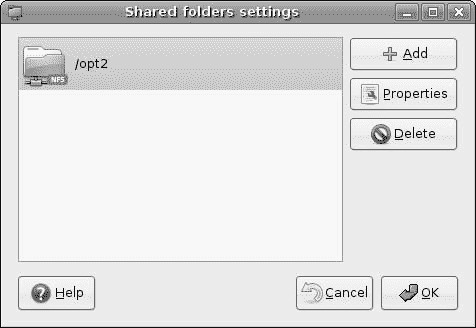 Shared folders settings
/opt2
NFS
Add
Properties
Delete
Help
Cancel
OK